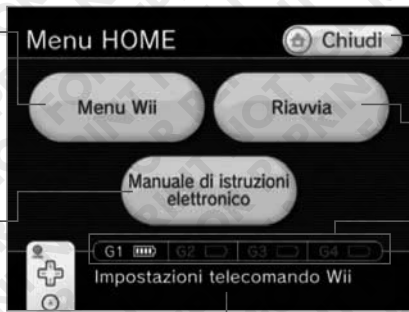 Menu HOME
Chiudi
Menu Wii
Riavvia
Manuale di istruzioni
elettronico
G1
G2
G3
G4
Impostazioni telecomando Wii